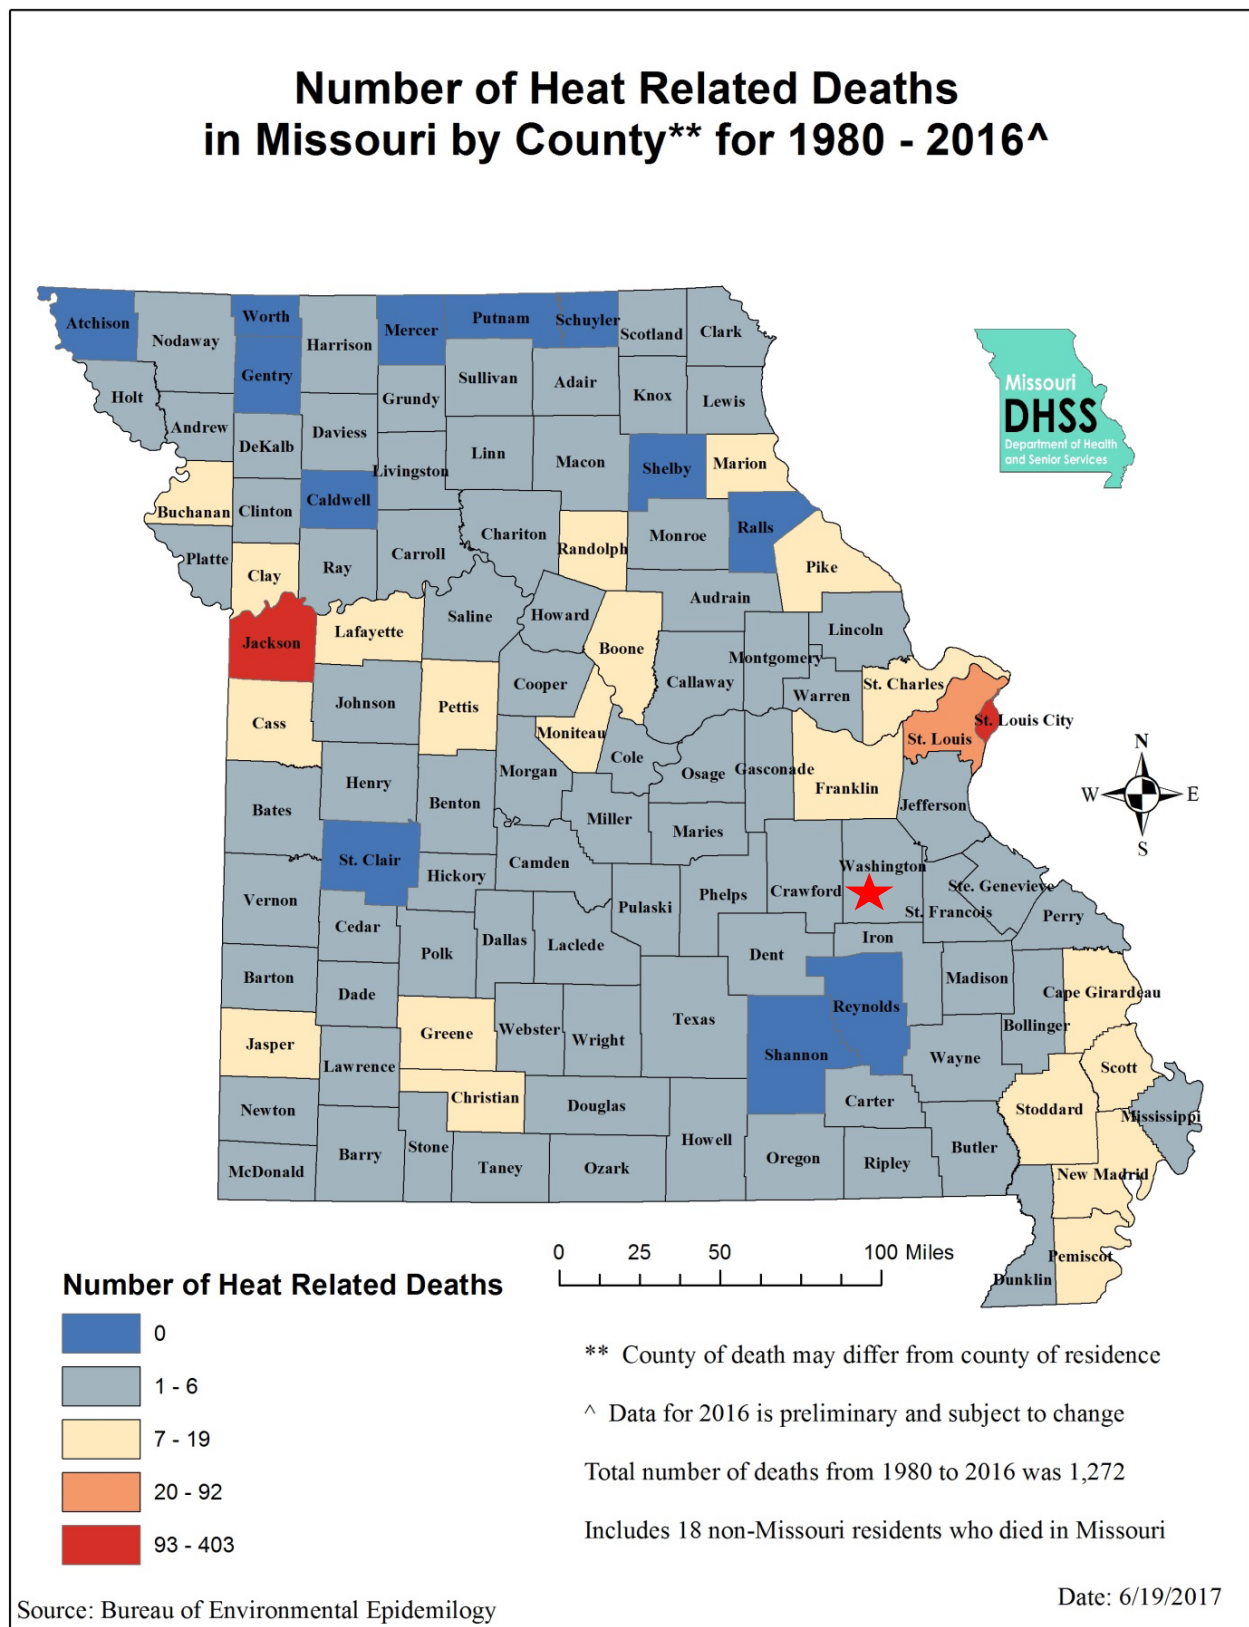 Number of Heat Related Deaths
in Missouri by County** for 1980 - 2016^
Atchison
Nodaway
Worth
Harrison
Mercer
Putnam
Schuyler
Scotland
Clark
Gentry
Holt
Andrew
DeKalb
Daviess
Grundy
Sullivan
Adair
Knox
Lewis
Missouri
DHSS
Department of Health
and Senior Services
Buchanan
Clinton
Caldwell
Livingston
Linn
Macon
Shelby
Marion
Platte
Clay
Ray
Carroll
Chariton
Randolph
Monroe
Ralls
Pike
Jackson
Lafayette
Saline
Howard
Boone
Audrain
Callaway
Montgomery
Lincoln
Warren
St. Charles
St. Louis City
St. Louis
Cass
Johnson
Pettis
Cooper
Moniteau
Cole
Osage
Gasconade
Franklin
Jefferson
N
W
E
S
Bates
Henry
Benton
Morgan
Miller
Maries
St. Clair
Hickory
Camden
Pulaski
Phelps
Crawford
Washington
St. Francois
Ste. Genevieve
Perry
Vernon
Cedar
Polk
Dallas
Laclede
Dent
Iron
Madison
Bollinger
Cape Girardeau
Barton
Dade
Greene
Webster
Wright
Texas
Shannon
Reynolds
Wayne
Scott
Jasper
Lawrence
Christian
Douglas
Carter
Stoddard
Mississippi
Newton
McDonald
Barry
Stone
Taney
Ozark
Howell
Oregon
Ripley
Butler
New Madrid
Pemiscot
Dunklin
0 25 50 100 Miles
Number of Heat Related Deaths
0
1 - 6
7 - 19
20 - 92
93 - 403
** County of death may differ from county of residence
^ Data for 2016 is preliminary and subject to change
Total number of deaths from 1980 to 2016 was 1,272
Includes 18 non-Missouri residents who died in Missouri
Source: Bureau of Environmental Epidemilogy
Date: 6/19/2017